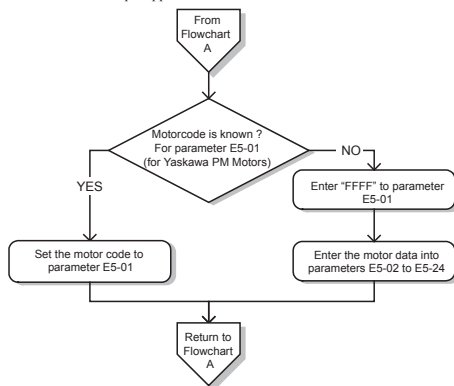 From
Flowchart
A
Motorcode is known ?
For parameter E5-01
(for Yaskawa PM Motors)
YES
NO
Enter “FFFF” to parameter
E5-01
Set the motor code to
parameter E5-01
Enter the motor data into
parameters E5-02 to E5-24
Return to
Flowchart
A